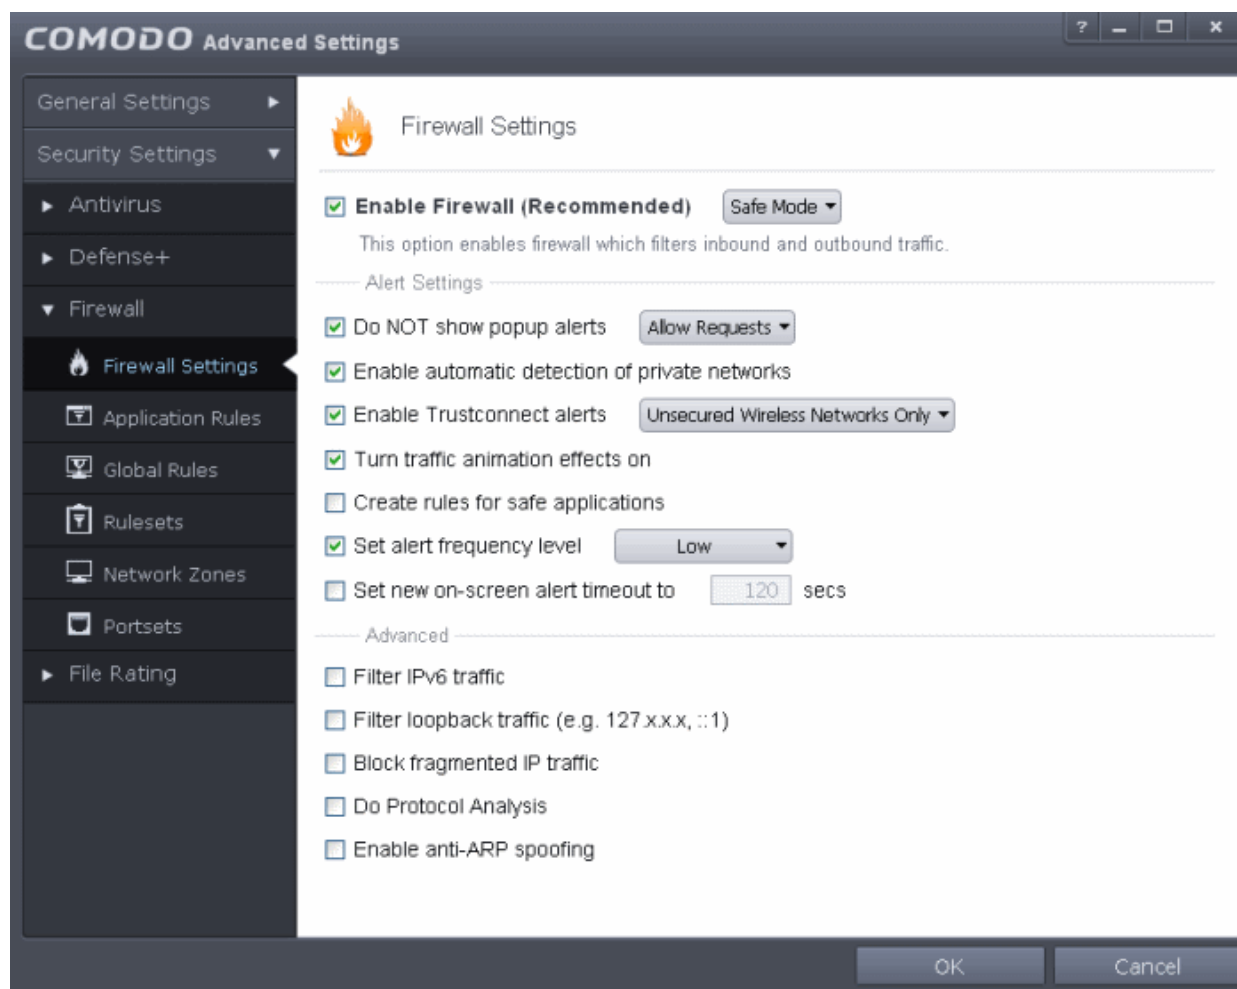 COMODO Advanced Settings
?
General Settings
Security Settings
Antivirus
Defense+
Firewall
Firewall Settings
Application Rules
Global Rules
Rulesets
Network Zones
Portsets
File Rating
Firewall Settings
Enable Firewall (Recommended) Safe Mode
This option enables firewall which filters inbound and outbound traffic.
Alert Settings
Do NOT show popup alerts Allow Requests
Enable automatic detection of private networks
Enable Trustconnect alerts Unsecured Wireless Networks Only
Turn traffic animation effects on
Create rules for safe applications
Set alert frequency level Low
Set new on-screen alert timeout to 120 secs
Advanced
Filter IPv6 traffic
Filter loopback traffic (e.g. 127.x.x.x, ::1)
Block fragmented IP traffic
Do Protocol Analysis
Enable anti-ARP spoofing
OK Cancel